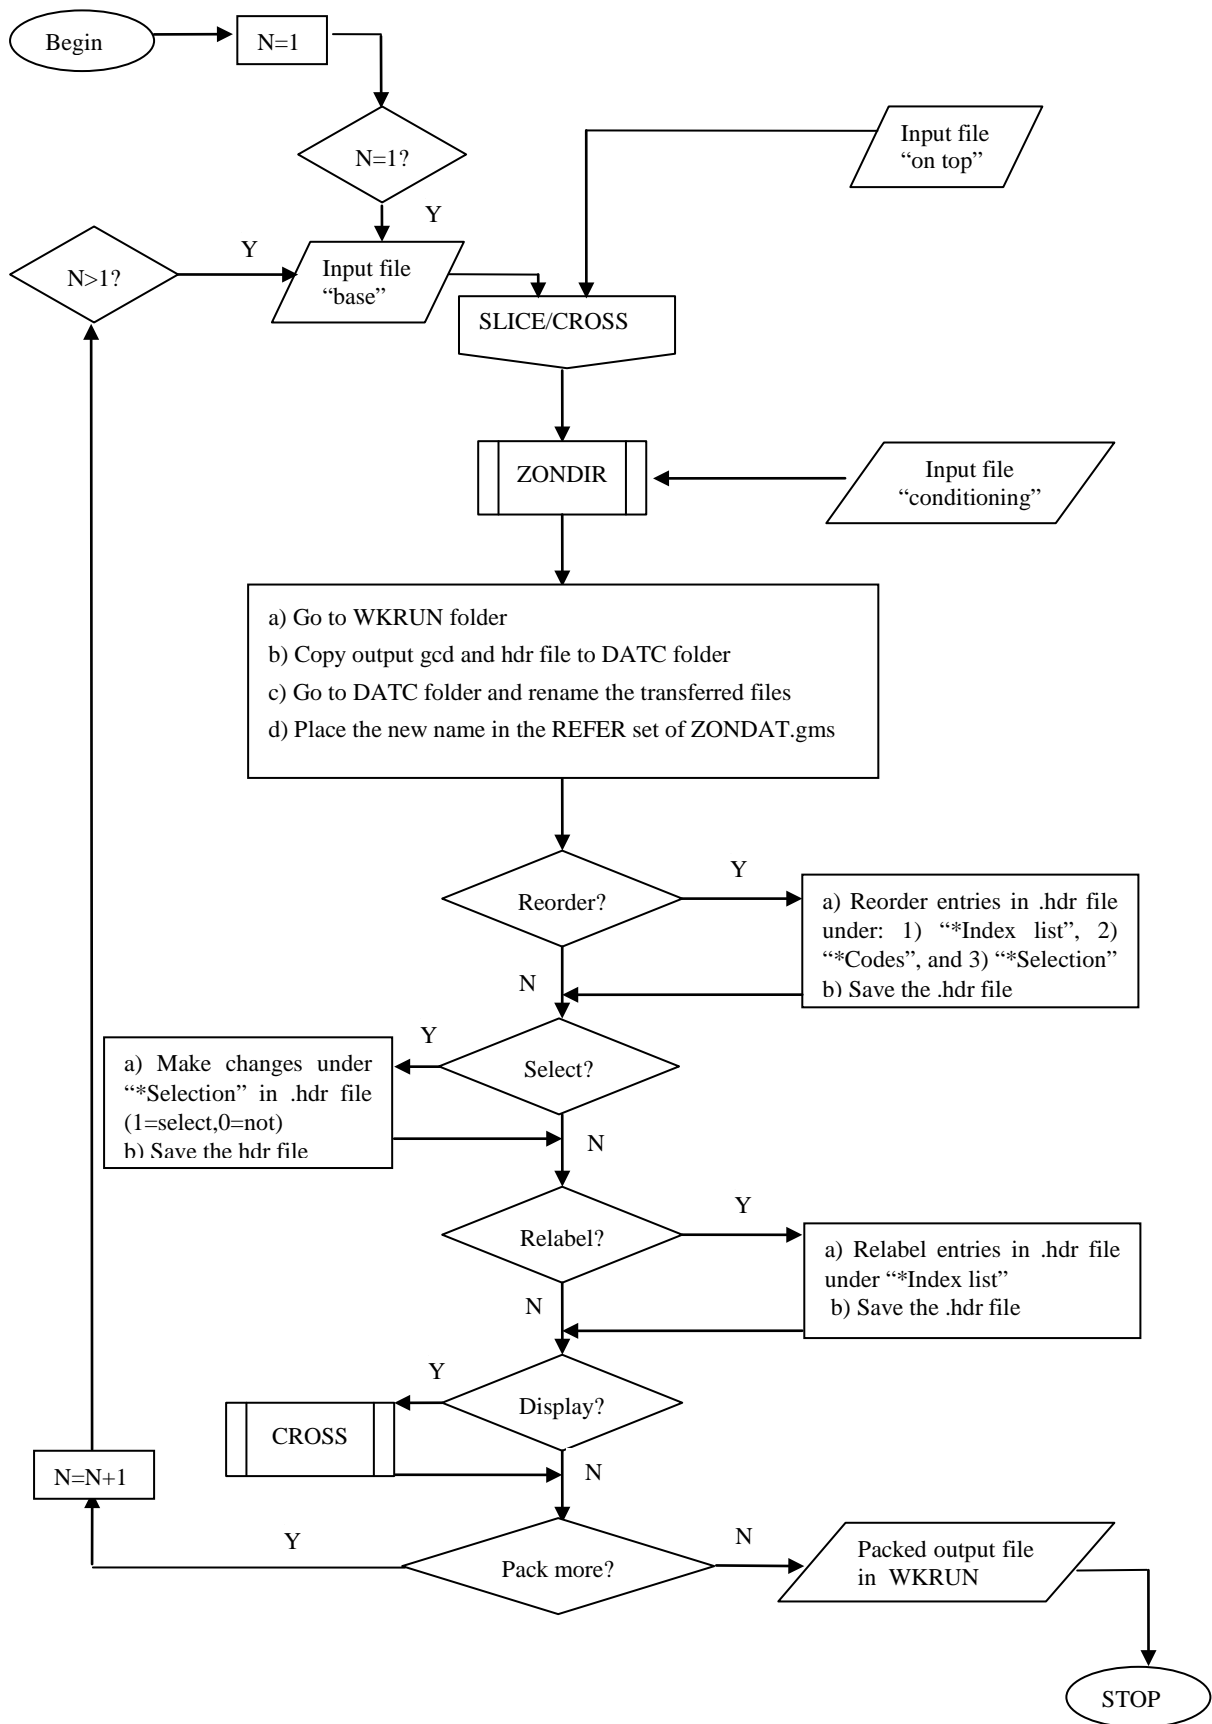 Begin
N=1
N=1?
Y
Input file
“on top”
N>1?
Y
Input file
“base”
SLICE/CROSS
ZONDIR
Input file
“conditioning”
a) Go to WKRUN folder
b) Copy output gcd and hdr file to DATC folder
c) Go to DATC folder and rename the transferred files
d) Place the new name in the REFER set of ZONDAT.gms
Reorder?
Y
a) Reorder entries in .hdr file
under: 1) “*Index list”, 2)
“*Codes”, and 3) “*Selection”
b) Save the .hdr file
N
Select?
Y
a) Make changes under
“*Selection” in .hdr file
(1=select,0=not)
b) Save the hdr file
N
Relabel?
Y
a) Relabel entries in .hdr file
under “*Index list”
b) Save the .hdr file
N
Display?
Y
CROSS
N
N=N+1
Y
Pack more?
N
Packed output file
in WKRUN
STOP